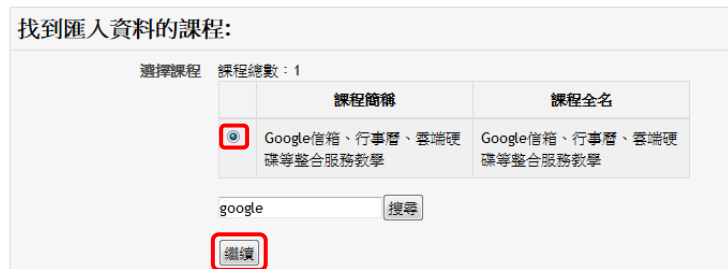 找到匯入資料的課程:
選擇課程 課程總數：1
課程簡稱 課程全名
Google信箱、行事曆、雲端硬 Google信箱、行事曆、雲端硬
碟等整合服務教學 碟等整合服務教學
google 搜尋
繼續